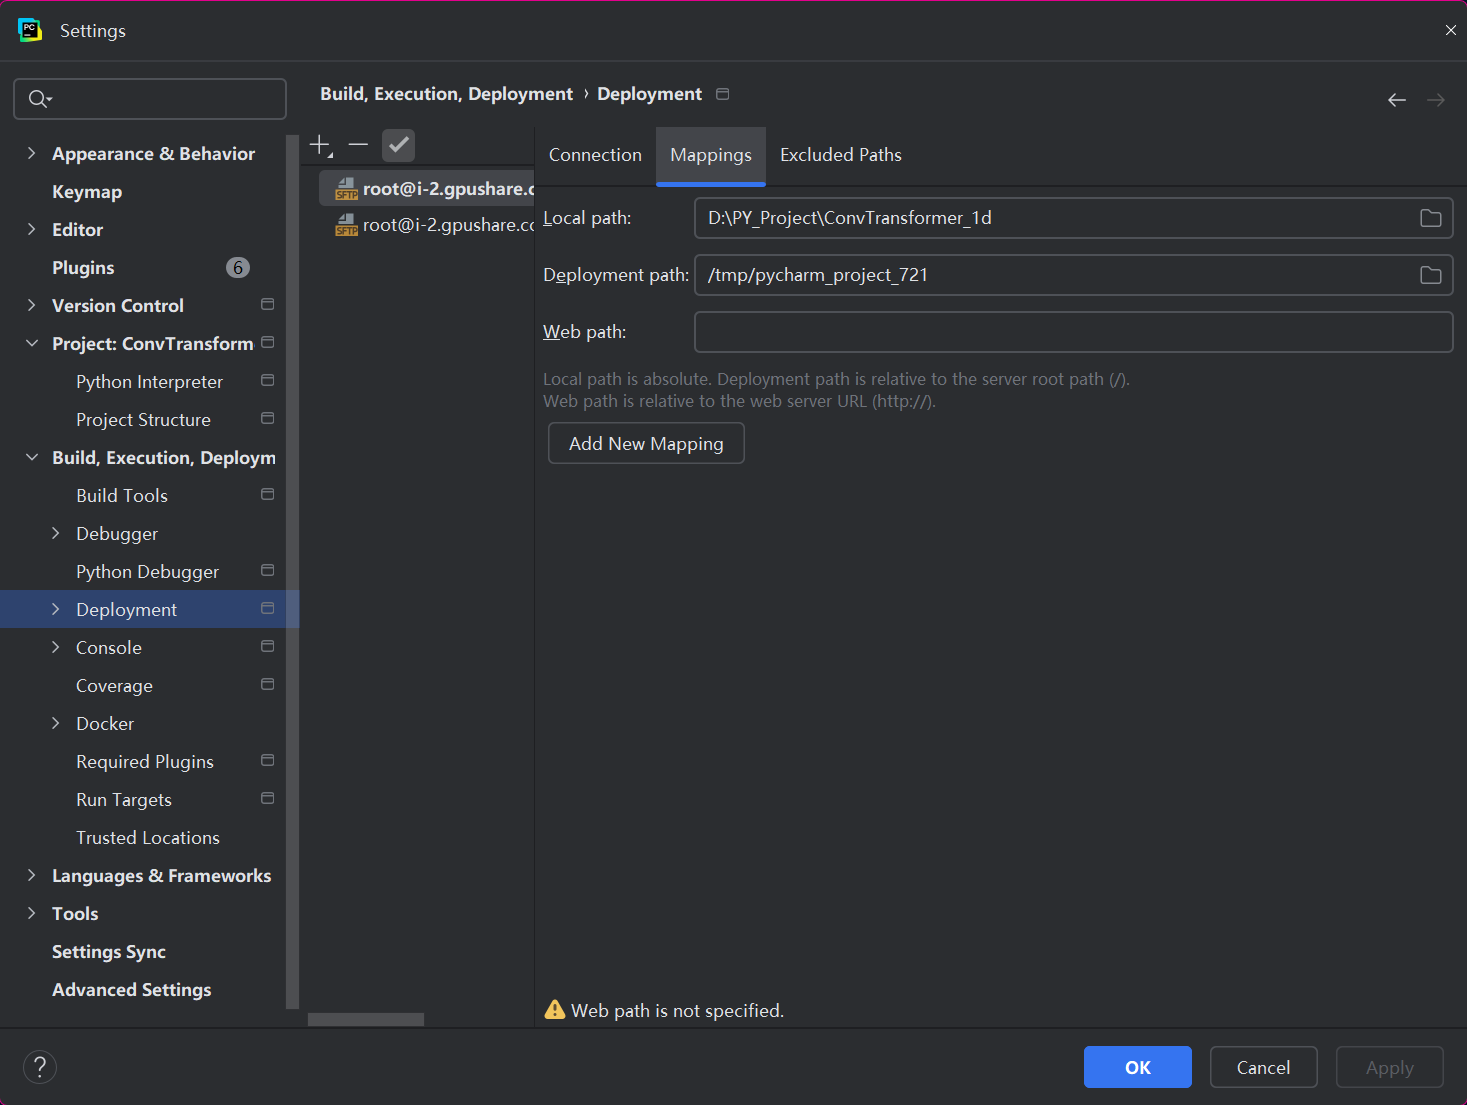 PC
Settings
Build, Execution, Deployment › Deployment
Appearance & Behavior
Keymap
Editor
Plugins 6
Version Control
Project: ConvTransform
Python Interpreter
Project Structure
Build, Execution, Deploym
Build Tools
Debugger
Python Debugger
Deployment
Console
Coverage
Docker
Required Plugins
Run Targets
Trusted Locations
Languages & Frameworks
Tools
Settings Sync
Advanced Settings
SFTP root@i-2.gpushare.c
SFTP root@i-2.gpushare.cc
Connection Mappings Excluded Paths
Local path: D:\PY_Project\ConvTransformer_1d
Deployment path: /tmp/pycharm_project_721
Web path:
Local path is absolute. Deployment path is relative to the server root path (/).
Web path is relative to the web server URL (http://).
Add New Mapping
Web path is not specified.
? OK Cancel Apply